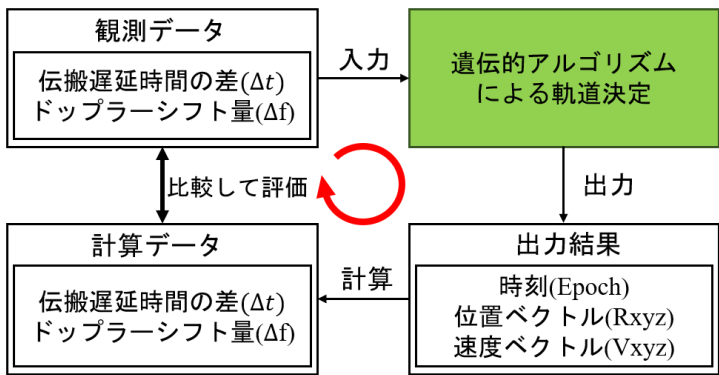 観測データ
伝搬遅延時間の差(Δt)
ドップラーシフト量(Δf)
入力
遺伝的アルゴリズム
による軌道決定
比較して評価
出力
計算データ
伝搬遅延時間の差(Δt)
ドップラーシフト量(Δf)
計算
出力結果
時刻(Epoch)
位置ベクトル(Rxyz)
速度ベクトル(Vxyz)